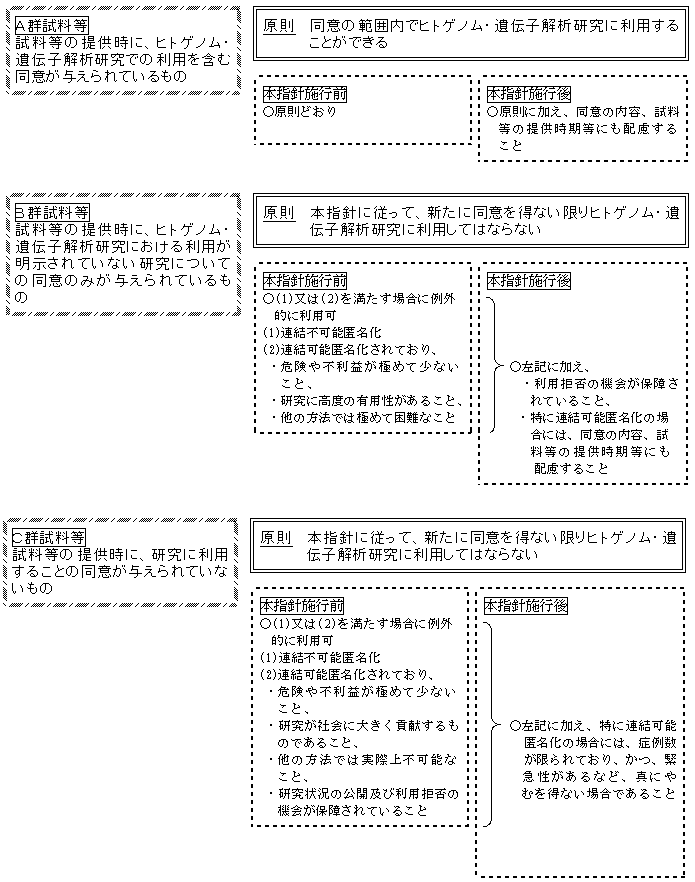 A群試料等
試料等の提供時に、ヒトゲノム・
遺伝子解析研究での利用を含む
同意が与えられているもの
原則　同意の範囲内でヒトゲノム・遺伝子解析研究に利用する
ことができる
本指針施行前
○原則どおり
本指針施行後
○原則に加え、同意の内容、試料
等の提供時期等にも配慮する
こと
B群試料等
試料等の提供時に、ヒトゲノム・
遺伝子解析研究における利用が
明示されていない研究について
の同意のみが与えられているも
の
原則　本指針に従って、新たに同意を得ない限りヒトゲノム・遺
伝子解析研究に利用してはならない
本指針施行前
○(1)又は(2)を満たす場合に例外
的に利用可
(1)連結不可能匿名化
(2)連結可能匿名化されており、
・危険や不利益が極めて少ない
こと、
・研究に高度の有用性があること、
・他の方法では極めて困難なこと
本指針施行後
○左記に加え、
・利用拒否の機会が保障さ
れていること、
・特に連結可能匿名化の場
合には、同意の内容、試
料等の提供時期等にも
配慮すること
C群試料等
試料等の提供時に、研究に利用
することの同意が与えられていな
いもの
原則　本指針に従って、新たに同意を得ない限りヒトゲノム・遺
伝子解析研究に利用してはならない
本指針施行前
○(1)又は(2)を満たす場合に例外
的に利用可
(1)連結不可能匿名化
(2)連結可能匿名化されており、
・危険や不利益が極めて少ない
こと、
・研究が社会に大きく貢献するも
のであること、
・他の方法では実際上不可能な
こと、
・研究状況の公開及び利用拒否の
機会が保障されていること
本指針施行後
○左記に加え、特に連結可能
匿名化の場合には、症例数
が限られており、かつ、緊
急性があるなど、真にや
むを得ない場合であること